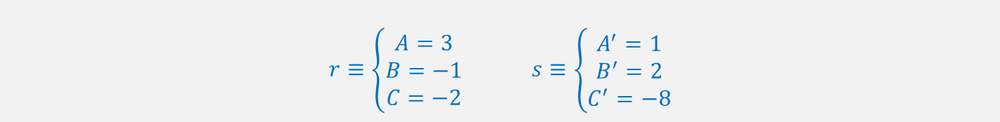 r ≡ { A = 3 B = −1 C = −2
s ≡ { A′ = 1 B′ = 2 C′ = −8